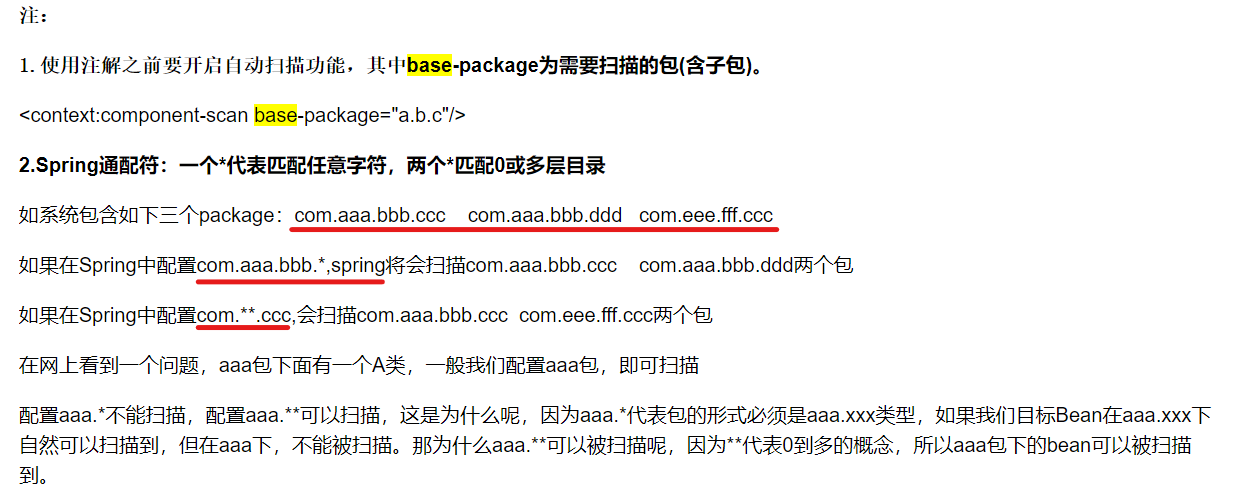 注：
1. 使用注解之前要开启自动扫描功能，其中base-package为需要扫描的包(含子包)。
<context:component-scan base-package="a.b.c"/>
2.Spring通配符：一个*代表匹配任意字符，两个*匹配0或多层目录
如系统包含如下三个package：com.aaa.bbb.ccc    com.aaa.bbb.ddd   com.eee.fff.ccc
如果在Spring中配置com.aaa.bbb.*,spring将会扫描com.aaa.bbb.ccc    com.aaa.bbb.ddd两个包
如果在Spring中配置com.**.ccc,会扫描com.aaa.bbb.ccc  com.eee.fff.ccc两个包
在网上看到一个问题，aaa包下面有一个A类，一般我们配置aaa包，即可扫描
配置aaa.*不能扫描，配置aaa.**可以扫描，这是为什么呢，因为aaa.*代表包的形式必须是aaa.xxx类型，如果我们目标Bean在aaa.xxx下
自然可以扫描到，但在aaa下，不能被扫描。那为什么aaa.**可以被扫描呢，因为**代表0到多的概念，所以aaa包下的bean可以被扫描
到。